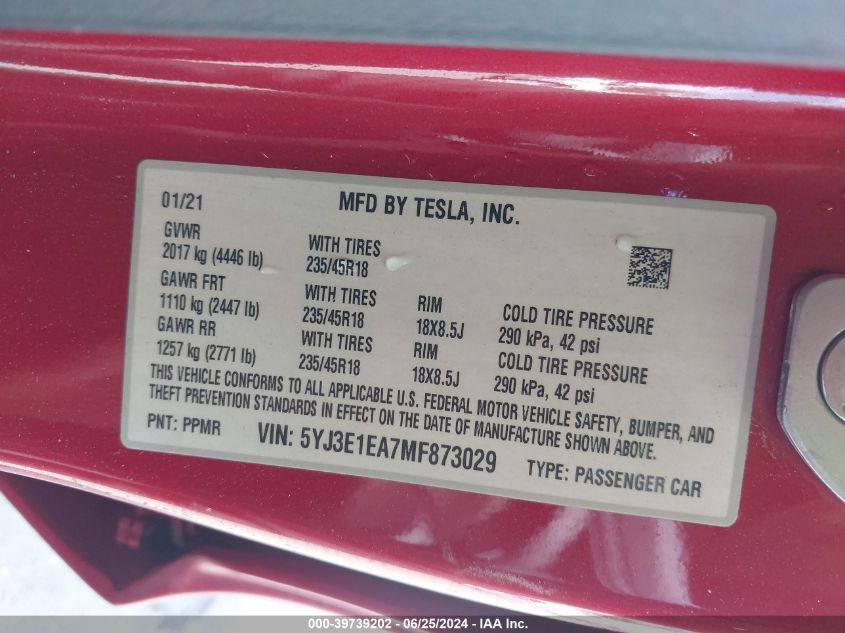 01/21 MFD BY TESLA, INC.
GVWR
2017 kg (4446 lb) WITH TIRES
235/45R18
GAWR FRT
1110 kg (2447 lb) WITH TIRES
235/45R18 RIM
18X8.5J COLD TIRE PRESSURE
290 kPa, 42 psi
GAWR RR
1257 kg (2771 lb) WITH TIRES
235/45R18 RIM
18X8.5J COLD TIRE PRESSURE
290 kPa, 42 psi
THIS VEHICLE CONFORMS TO ALL APPLICABLE U.S. FEDERAL MOTOR VEHICLE SAFETY, BUMPER, AND
THEFT PREVENTION STANDARDS IN EFFECT ON THE DATE OF MANUFACTURE SHOWN ABOVE.
PNT: PPMR VIN: 5YJ3E1EA7MF873029 TYPE: PASSENGER CAR
000-39739202 - 06/25/2024 - IAA Inc.